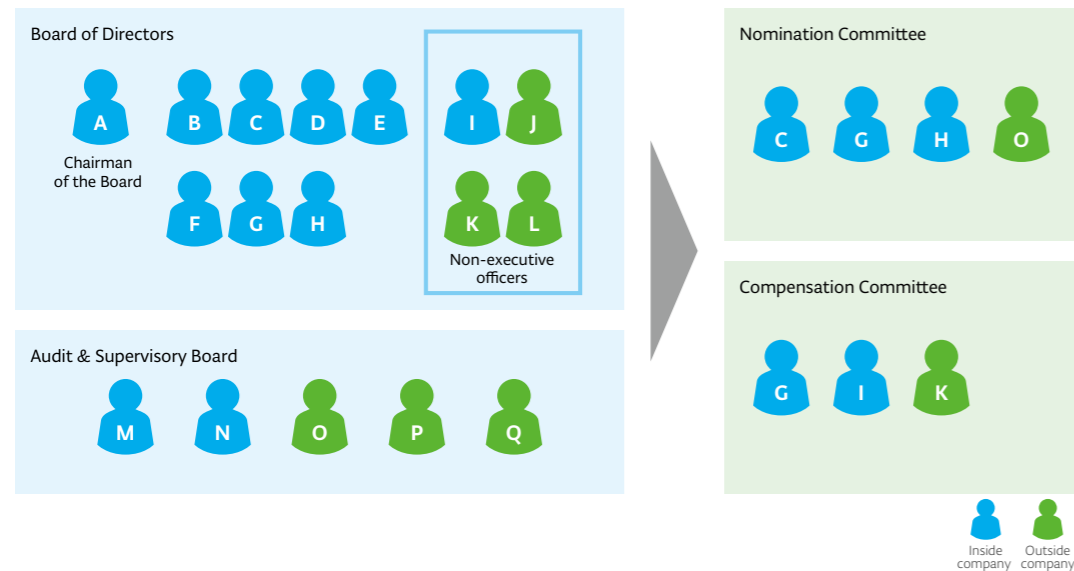 Board of Directors
A
B
C
D
E
I
J
Chairman
of the Board
F
G
H
K
L
Non-executive
officers
Audit & Supervisory Board
M
N
O
P
Q
Nomination Committee
C
G
H
O
Compensation Committee
G
I
K
Inside
company
Outside
company